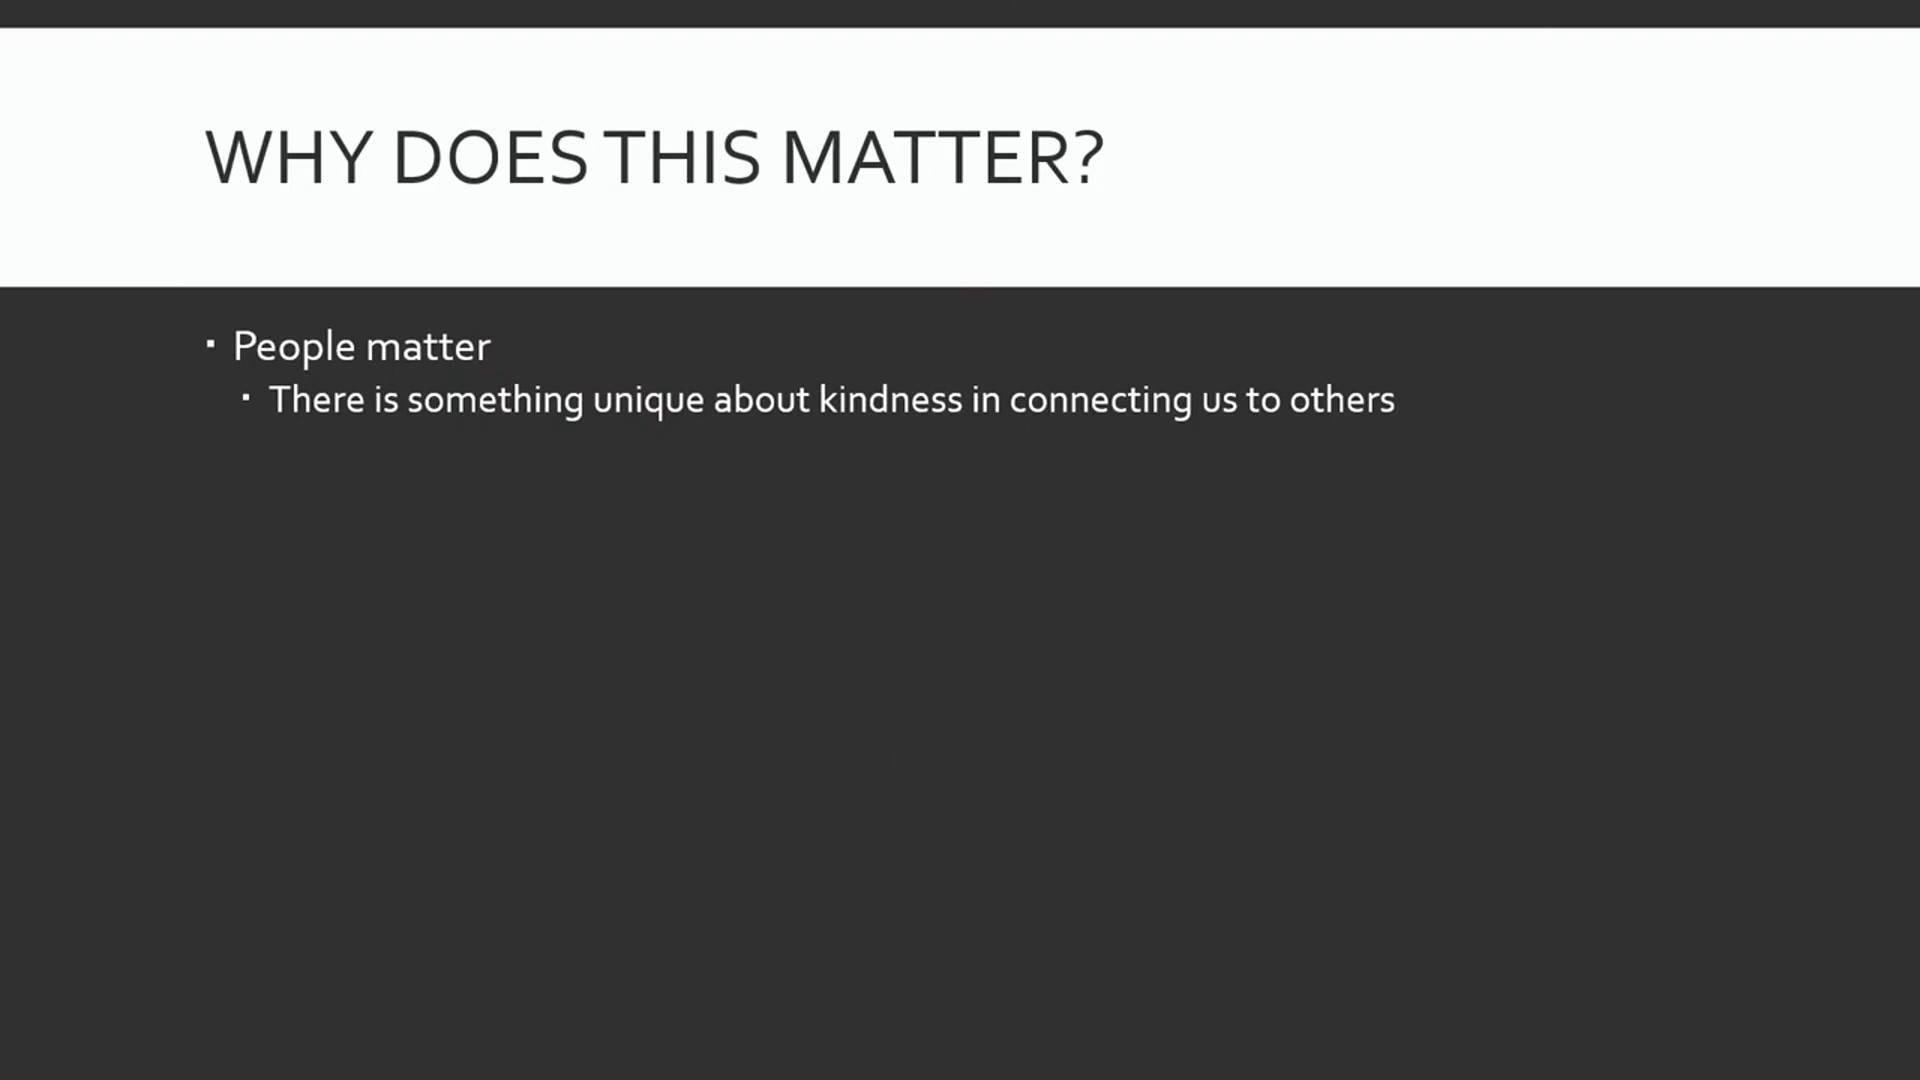 WHY DOES THIS MATTER?
▪ People matter
▪ There is something unique about kindness in connecting us to others